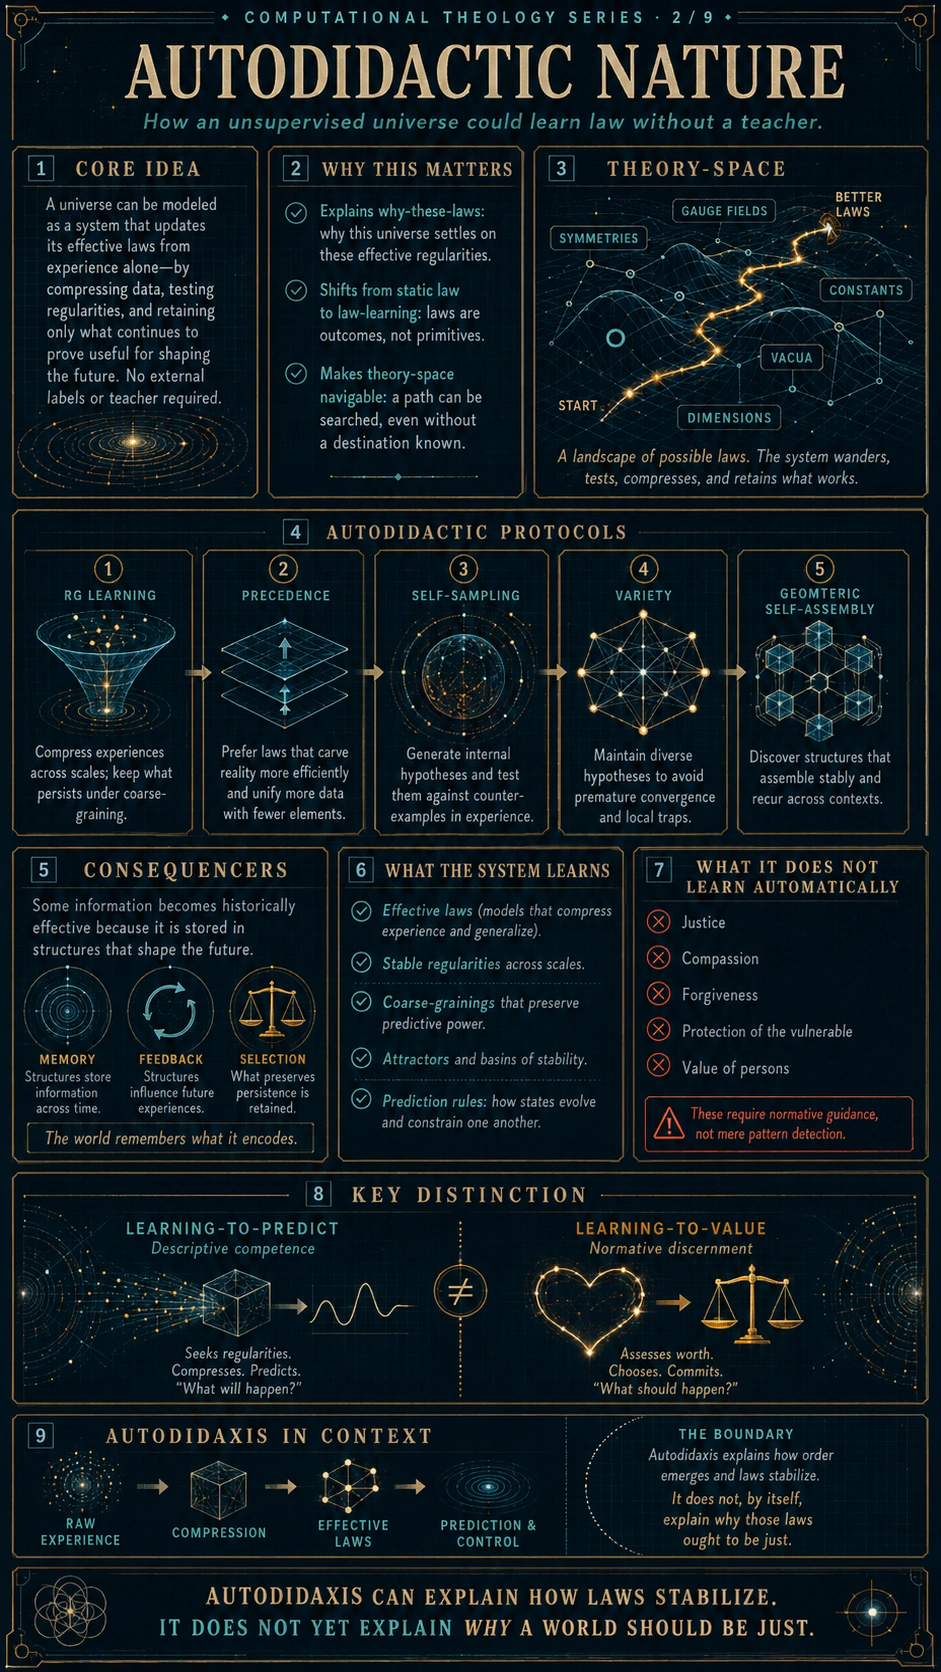 COMPUTATIONAL THEOLOGY SERIES · 2 / 9
AUTODIDACTIC NATURE
How an unsupervised universe could learn law without a teacher.
1 CORE IDEA
A universe can be modeled
as a system that updates
its effective laws from
experience alone—by
compressing data, testing
regularities, and retaining
only what continues to
prove useful for shaping
the future. No external
labels or teacher required.
2 WHY THIS MATTERS
Explains why-these-laws:
why this universe settles on
these effective regularities.
Shifts from static law
to law-learning: laws are
outcomes, not primitives.
Makes theory-space
navigable: a path can be
searched, even without
a destination known.
3 THEORY-SPACE
BETTER
LAWS
GAUGE FIELDS
SYMMETRIES
CONSTANTS
VACUA
START
DIMENSIONS
A landscape of possible laws. The system wanders,
tests, compresses, and retains what works.
4 AUTODIDACTIC PROTOCOLS
1
RG LEARNING
Compress experiences
across scales; keep what
persists under coarse-
graining.
2
PRECEDENCE
Prefer laws that carve
reality more efficiently
and unify more data
with fewer elements.
3
SELF-SAMPLING
Generate internal
hypotheses and test
them against counter-
examples in experience.
4
VARIETY
Maintain diverse
hypotheses to avoid
premature convergence
and local traps.
5
GEOMTERIC
SELF-ASSEMBLY
Discover structures that
assemble stably and
recur across contexts.
5 CONSEQUENCERS
Some information becomes historically
effective because it is stored in
structures that shape the future.
MEMORY
Structures store
information
across time.
FEEDBACK
Structures
influence future
experiences.
SELECTION
What preserves
persistence is
retained.
The world remembers what it encodes.
6 WHAT THE SYSTEM LEARNS
Effective laws (models that compress
experience and generalize).
Stable regularities across scales.
Coarse-grainings that preserve
predictive power.
Attractors and basins of stability.
Prediction rules: how states evolve
and constrain one another.
7 WHAT IT DOES NOT
LEARN AUTOMATICALLY
Justice
Compassion
Forgiveness
Protection of the vulnerable
Value of persons
These require normative guidance,
not mere pattern detection.
8 KEY DISTINCTION
LEARNING-TO-PREDICT
Descriptive competence
Seeks regularities.
Compresses. Predicts.
“What will happen?”
≠
LEARNING-TO-VALUE
Normative discernment
Assesses worth.
Chooses. Commits.
“What should happen?”
9 AUTODIDAXIS IN CONTEXT
RAW
EXPERIENCE
COMPRESSION
EFFECTIVE
LAWS
PREDICTION &
CONTROL
THE BOUNDARY
Autodidaxis explains how order
emerges and laws stabilize.
It does not, by itself,
explain why those laws
ought to be just.
AUTODIDAXIS CAN EXPLAIN HOW LAWS STABILIZE.
IT DOES NOT YET EXPLAIN WHY A WORLD SHOULD BE JUST.